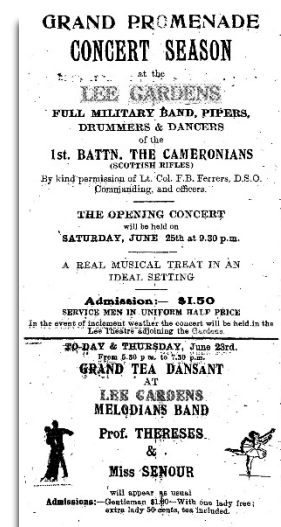 GRAND PROMENADE
CONCERT SEASON
at the
LEE GARDENS
FULL MILITARY BAND, PIPERS,
DRUMMERS & DANCERS
of the
1st. BATTN. THE CAMERONIANS
(SCOTTISH RIFLES)
By kind permission of Lt. Col. F.B. Ferrers, D.S.O.
Commanding, and officers.
THE OPENING CONCERT
will be held on
SATURDAY, JUNE 25th at 9.30 p.m.
A REAL MUSICAL TREAT IN AN
IDEAL SETTING
Admission:— $1.50
SERVICE MEN IN UNIFORM HALF PRICE
In the event of inclement weather the concert will be held in the
Lee Theatre adjoining the Gardens.
TO-DAY & THURSDAY, June 23rd.
From 5.30 p m. to 7.30 p.m.
GRAND TEA DANSANT
AT
LEE GARDENS
MELODIANS BAND
Prof. THERESES
&
Miss SENOUR
will appear as usual
Admissions:—Gentleman $1.00—With one lady free;
extra lady 50 cents, tea included.